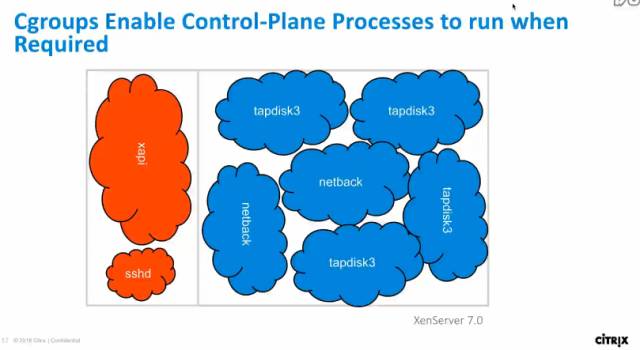 Cgroups Enable Control-Plane Processes to run when
Required
xapi
sshd
tapdisk3
tapdisk3
netback
netback
tapdisk3
tapdisk3
XenServer 7.0
© 2016 Citrix | Confidential
CITRIX